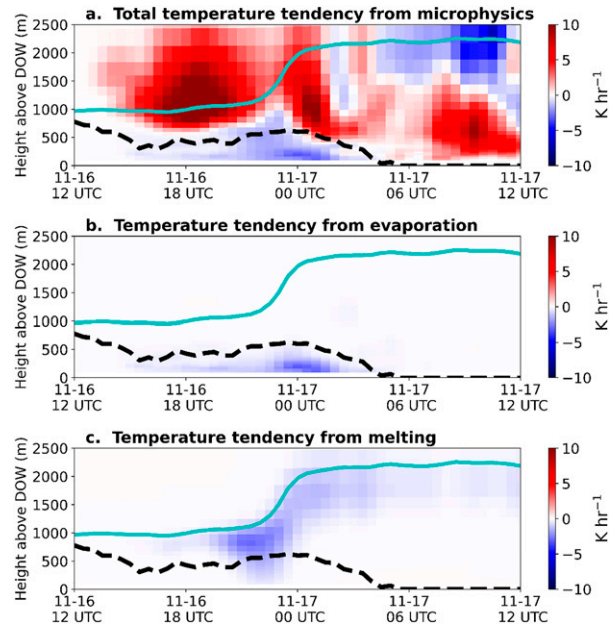 a. Total temperature tendency from microphysics
Height above DOW (m)
2500
2000
1500
1000
500
0
11-16
12 UTC
11-16
18 UTC
11-17
00 UTC
11-17
06 UTC
11-17
12 UTC
10
5
0
−5
−10
K hr⁻¹
b. Temperature tendency from evaporation
Height above DOW (m)
2500
2000
1500
1000
500
0
11-16
12 UTC
11-16
18 UTC
11-17
00 UTC
11-17
06 UTC
11-17
12 UTC
10
5
0
−5
−10
K hr⁻¹
c. Temperature tendency from melting
Height above DOW (m)
2500
2000
1500
1000
500
0
11-16
12 UTC
11-16
18 UTC
11-17
00 UTC
11-17
06 UTC
11-17
12 UTC
10
5
0
−5
−10
K hr⁻¹